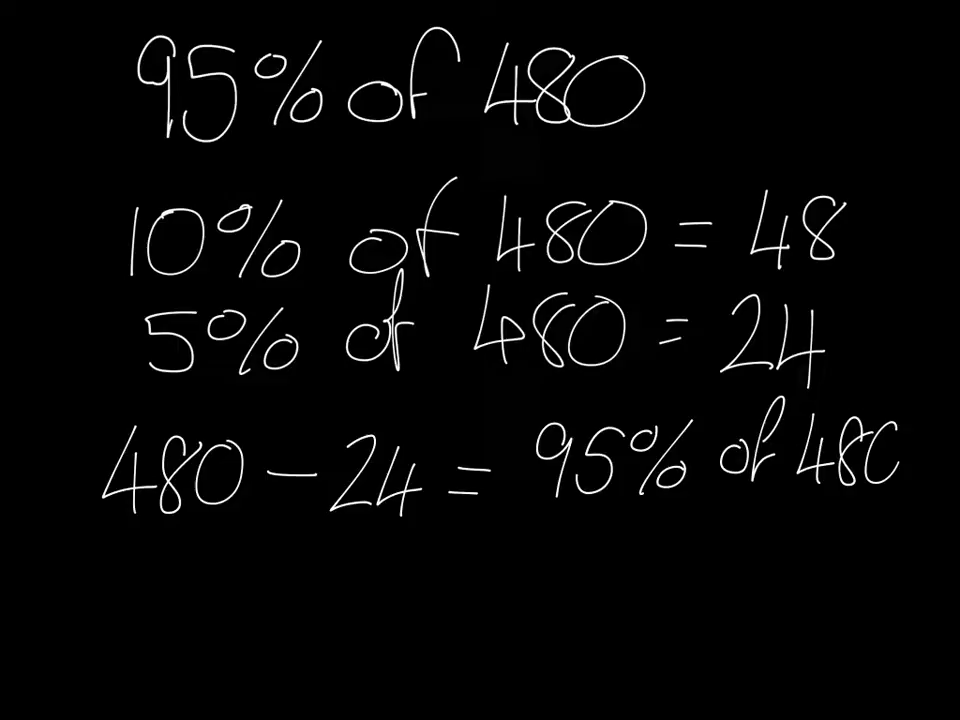 95% of 480
10% of 480 = 48
5% of 480 = 24
480 - 24 = 95% of 480